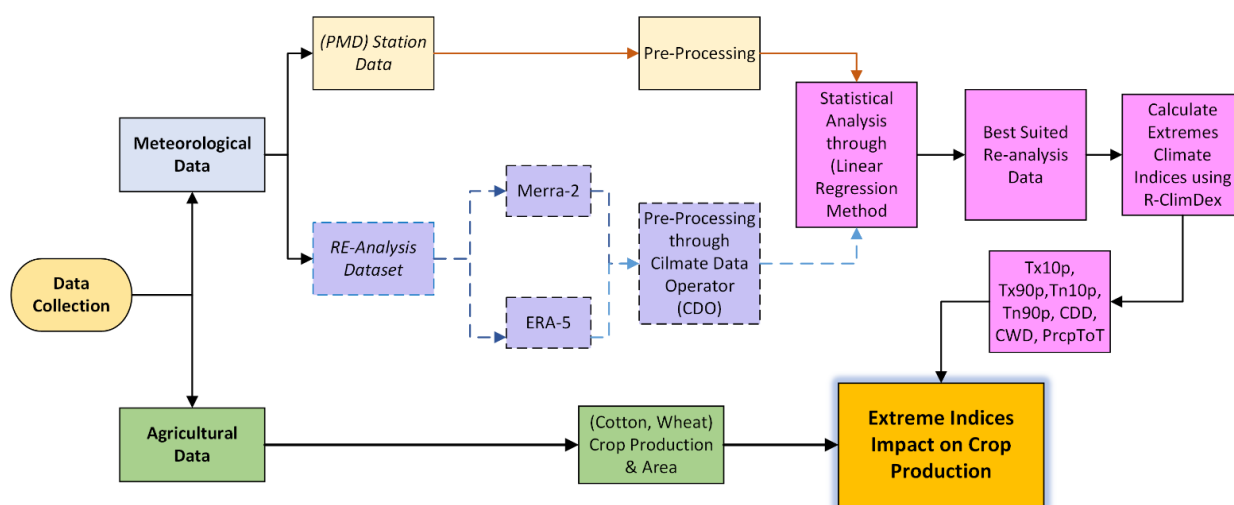 (PMD) Station
Data
Pre-Processing
Meteorological
Data
Statistical
Analysis
through
(Linear
Regression
Method
Best Suited
Re-analysis
Data
Calculate
Extremes
Climate
Indices using
R-ClimDex
RE-Analysis
Dataset
Merra-2
ERA-5
Pre-Processing
through
Cilmate Data
Operator
(CDO)
Data
Collection
Tx10p,
Tx90p,Tn10p,
Tn90p, CDD,
CWD, PrcpToT
Agricultural
Data
(Cotton, Wheat)
Crop Production
& Area
Extreme Indices
Impact on Crop
Production